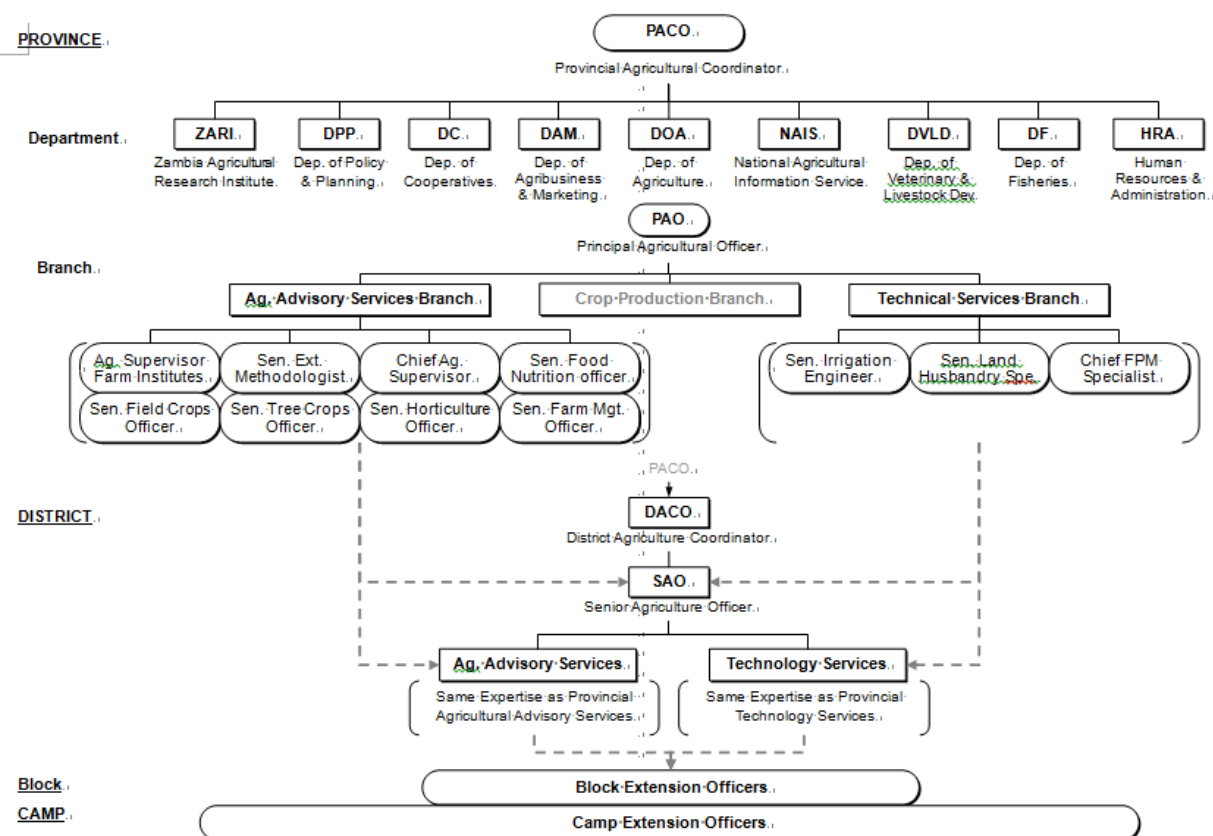 PROVINCE
PACO
Provincial Agricultural Coordinator
Department
ZARI
DPP
DC
DAM
DOA
NAIS
DVLD
DF
HRA
Zambia Agricultural
Research Institute
Dep. of Policy
& Planning
Dep. of
Cooperatives
Dep. of
Agribusiness
& Marketing
Dep. of
Agriculture
National Agricultural
Information Service
Dep. of
Veterinary &
Livestock Dev.
Dep. of
Fisheries
Human
Resources &
Administration
PAO
Principal Agricultural Officer
Branch
Ag. Advisory Services Branch
Crop Production Branch
Technical Services Branch
Ag. Supervisor
Farm Institutes
Sen. Ext.
Methodologist
Chief Ag.
Supervisor
Sen. Food
Nutrition officer
Sen. Irrigation
Engineer
Sen. Land
Husbandry Spe.
Chief FPM
Specialist
Sen. Field Crops
Officer
Sen. Tree Crops
Officer
Sen. Horticulture
Officer
Sen. Farm Mgt.
Officer
PACO
DISTRICT
DACO
District Agriculture Coordinator
SAO
Senior Agriculture Officer
Ag. Advisory Services
Technology Services
Same Expertise as Provincial
Agricultural Advisory Services
Same Expertise as Provincial
Technology Services
Block
Block Extension Officers
CAMP
Camp Extension Officers